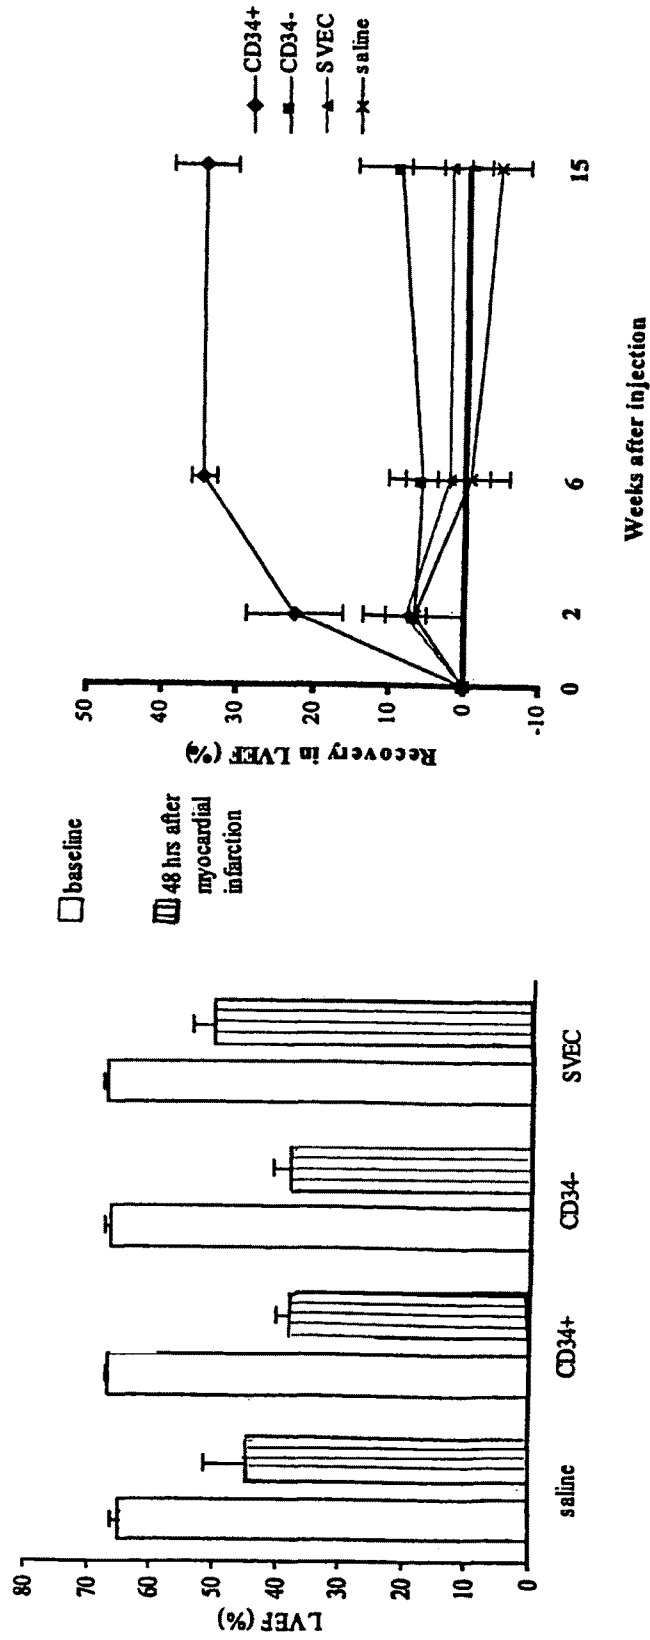 80
70
60
50
40
30
20
10
0
LVEF (%)
saline
CD34+
CD34-
SVEC
baseline
48 hrs after
myocardial
infarction
50
40
30
20
10
0
-10
Recovery in LVEF (%)
0
2
6
15
Weeks after injection
CD34+
CD34-
SVEC
saline